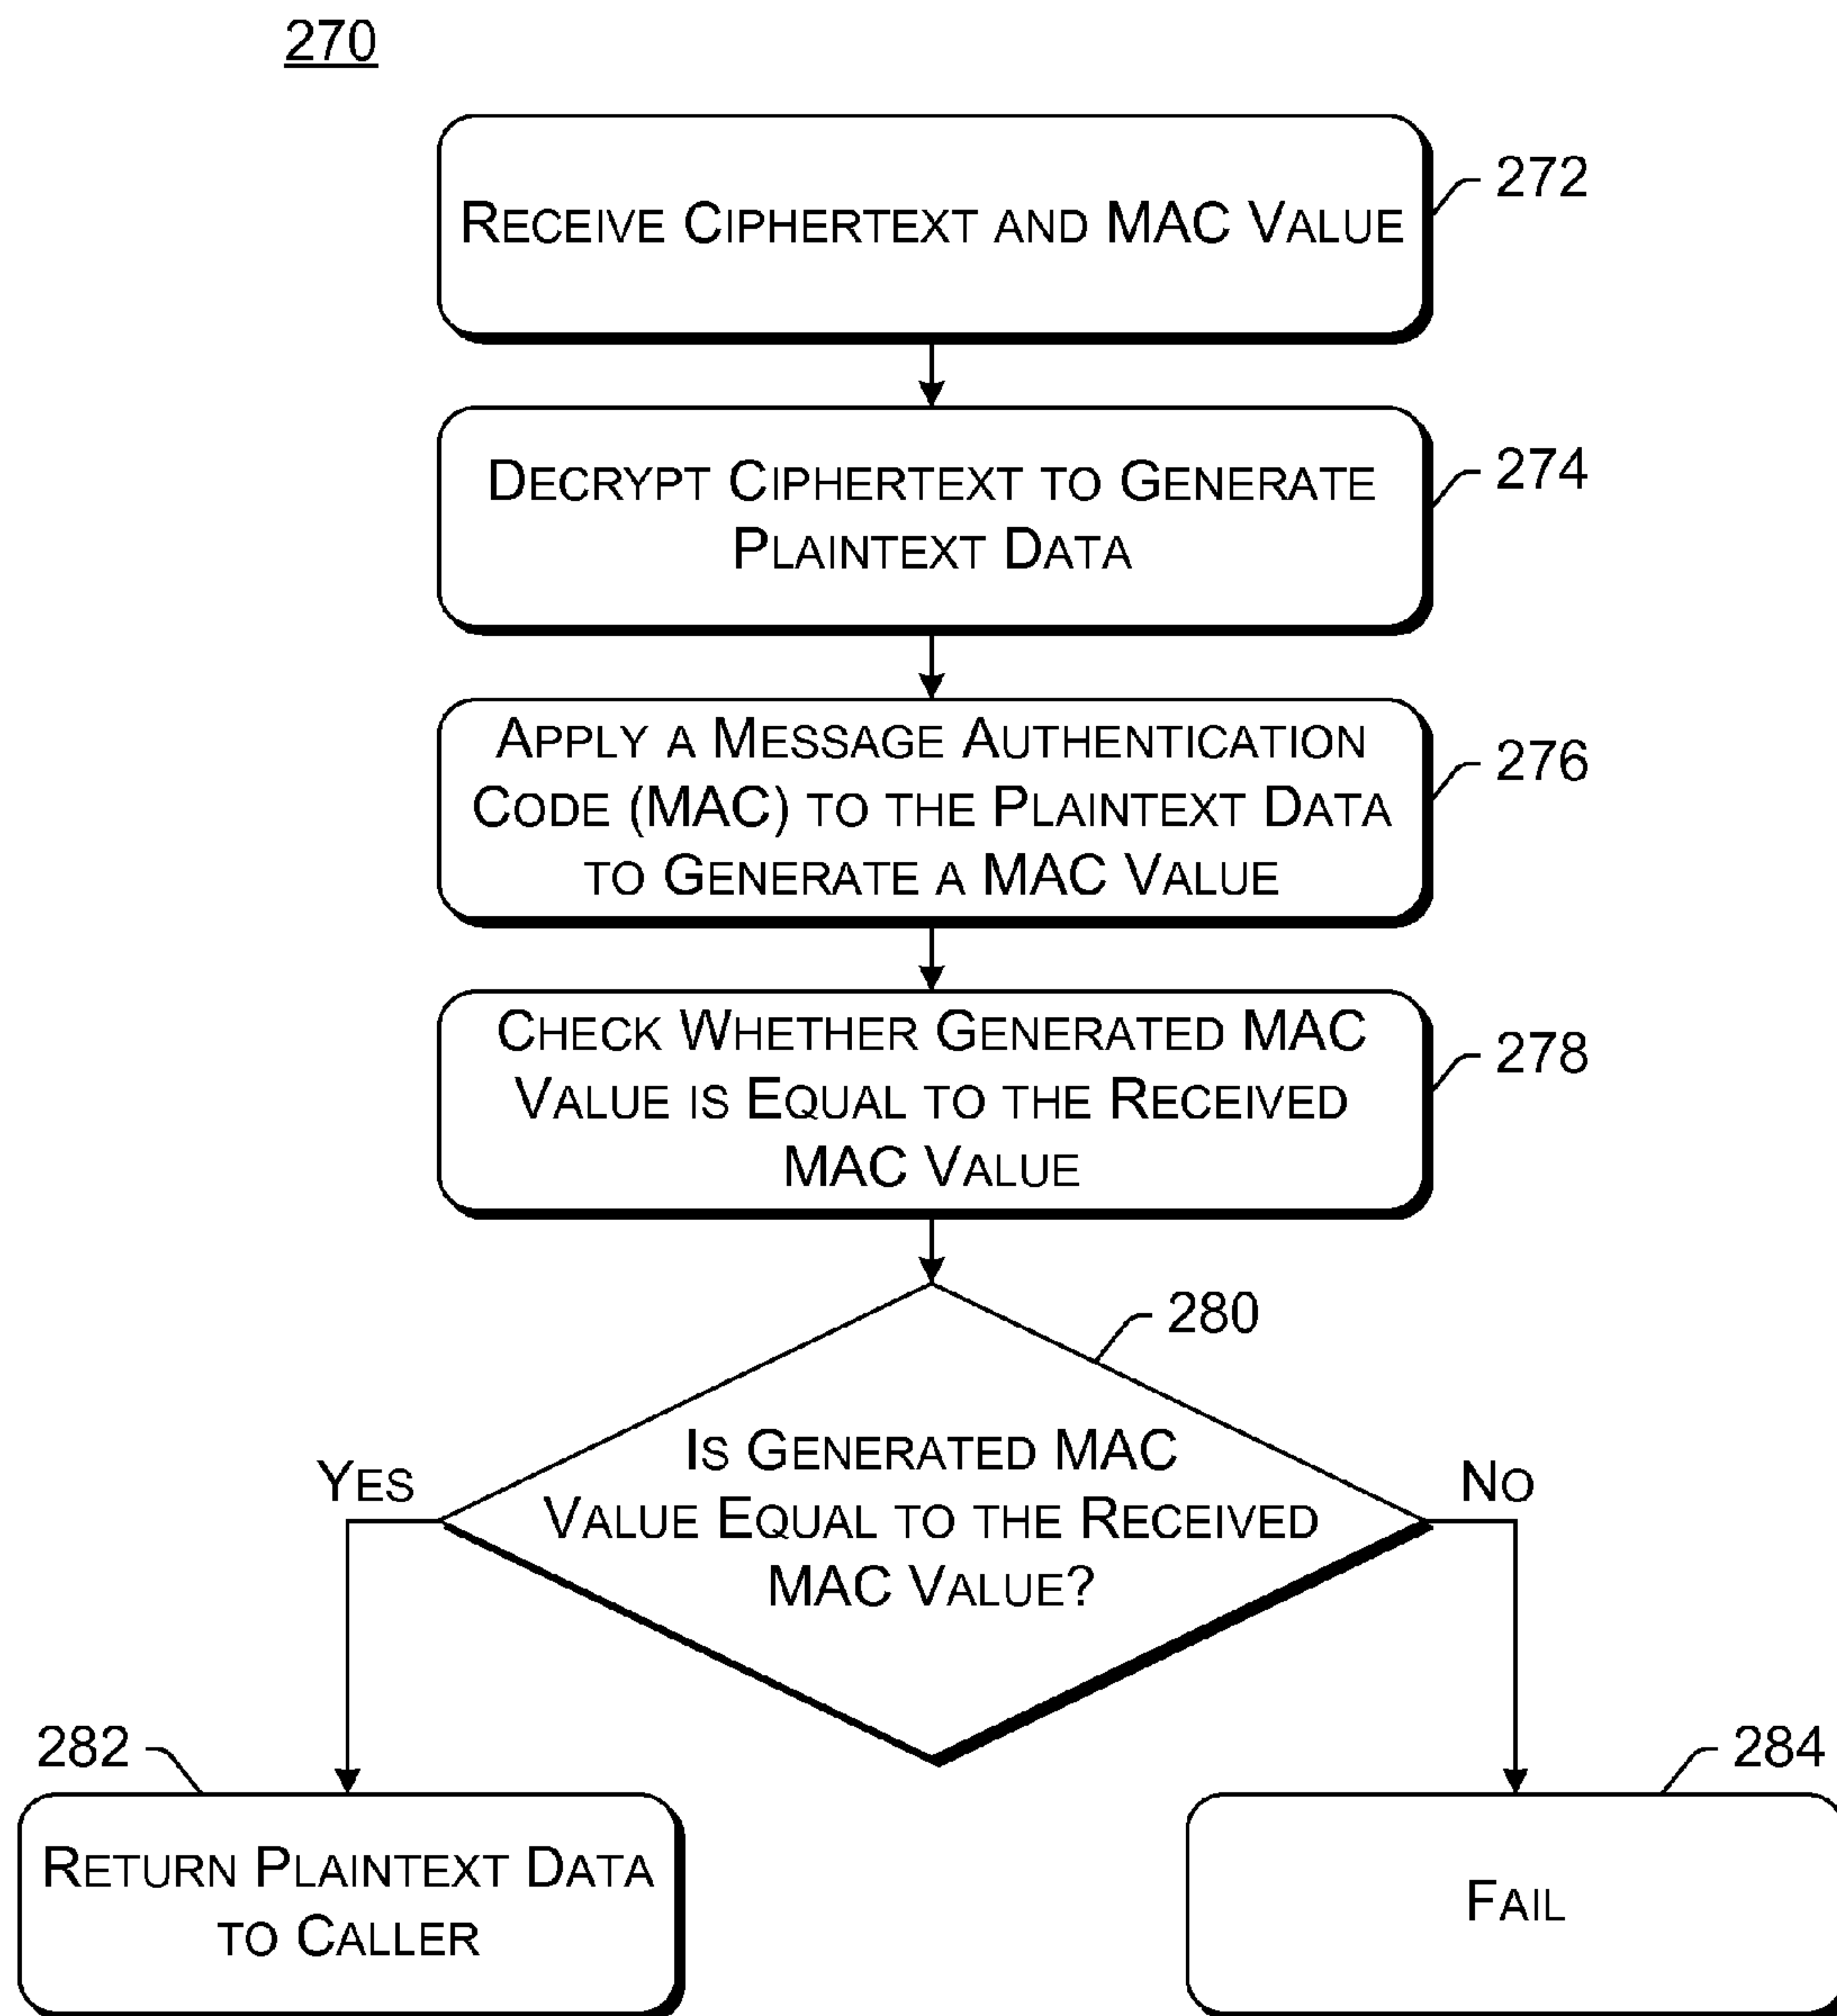 270
RECEIVE CIPHERTEXT AND MAC VALUE
272
DECRYPT CIPHERTEXT TO GENERATE
PLAINTEXT DATA
274
APPLY A MESSAGE AUTHENTICATION
CODE (MAC) TO THE PLAINTEXT DATA
TO GENERATE A MAC VALUE
276
CHECK WHETHER GENERATED MAC
VALUE IS EQUAL TO THE RECEIVED
MAC VALUE
278
280
IS GENERATED MAC
VALUE EQUAL TO THE RECEIVED
MAC VALUE?
YES
NO
282
RETURN PLAINTEXT DATA
TO CALLER
284
FAIL